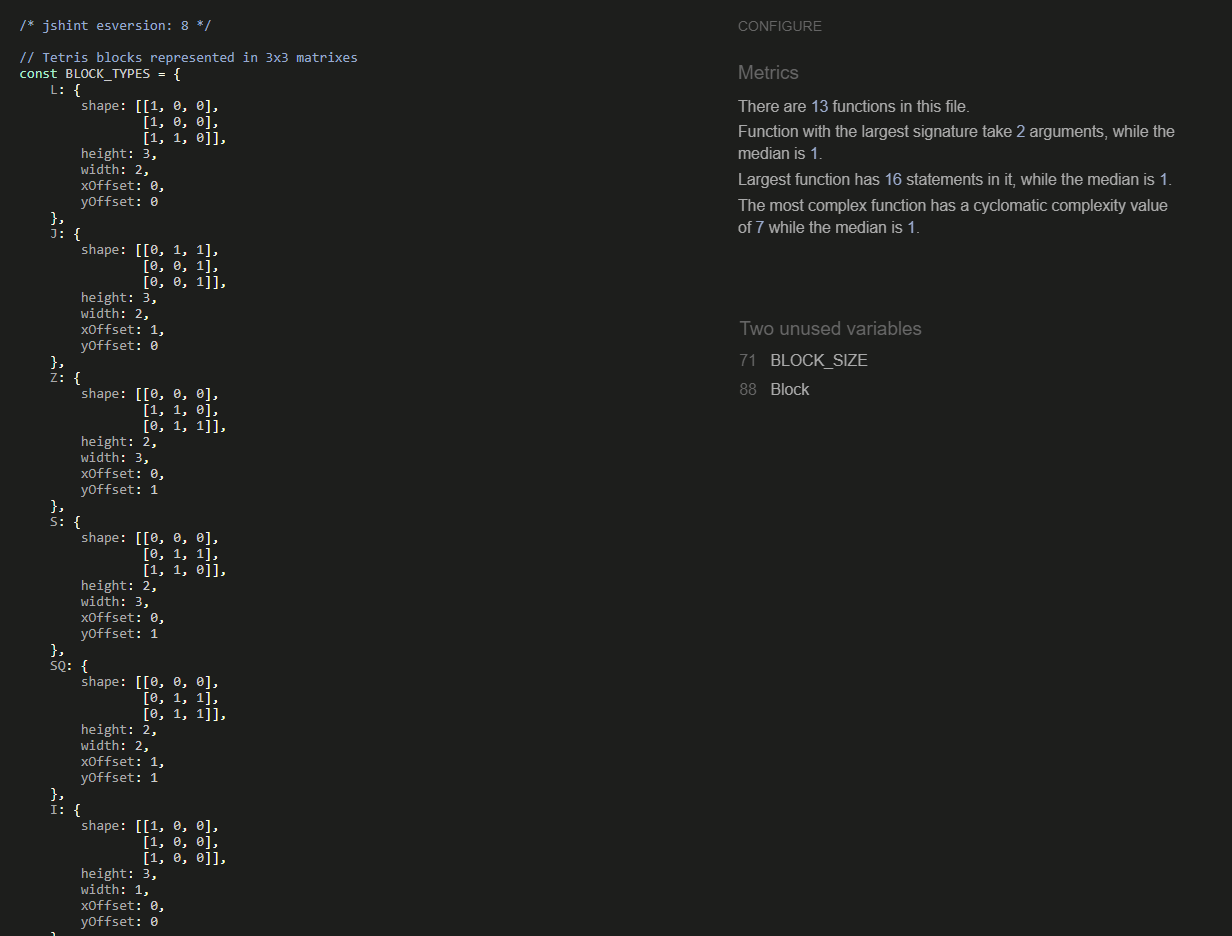 /* jshint esversion: 8 */
// Tetris blocks represented in 3x3 matrixes
const BLOCK_TYPES = {
    L: {
        shape: [[1, 0, 0],
                [1, 0, 0],
                [1, 1, 0]],
        height: 3,
        width: 2,
        xOffset: 0,
        yOffset: 0
    },
    J: {
        shape: [[0, 1, 1],
                [0, 0, 1],
                [0, 0, 1]],
        height: 3,
        width: 2,
        xOffset: 1,
        yOffset: 0
    },
    Z: {
        shape: [[0, 0, 0],
                [1, 1, 0],
                [0, 1, 1]],
        height: 2,
        width: 3,
        xOffset: 0,
        yOffset: 1
    },
    S: {
        shape: [[0, 0, 0],
                [0, 1, 1],
                [1, 1, 0]],
        height: 2,
        width: 3,
        xOffset: 0,
        yOffset: 1
    },
    SQ: {
        shape: [[0, 0, 0],
                [0, 1, 1],
                [0, 1, 1]],
        height: 2,
        width: 2,
        xOffset: 1,
        yOffset: 1
    },
    I: {
        shape: [[1, 0, 0],
                [1, 0, 0],
                [1, 0, 0]],
        height: 3,
        width: 1,
        xOffset: 0,
        yOffset: 0
CONFIGURE
Metrics
There are 13 functions in this file.
Function with the largest signature take 2 arguments, while the
median is 1.
Largest function has 16 statements in it, while the median is 1.
The most complex function has a cyclomatic complexity value
of 7 while the median is 1.
Two unused variables
71 BLOCK_SIZE
88 Block